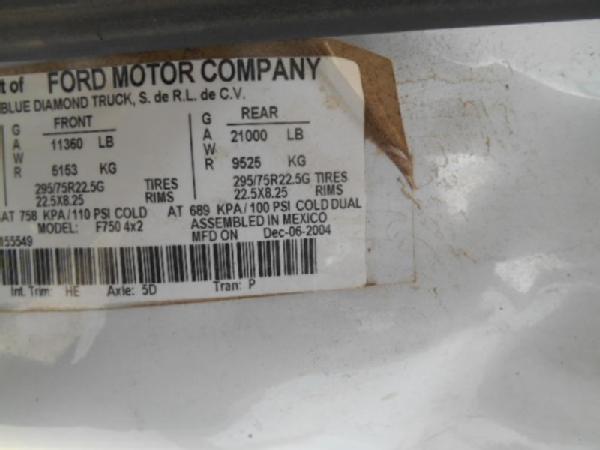 t of FORD MOTOR COMPANY
BLUE DIAMOND TRUCK, S. de R.L. de C.V.
G A W R FRONT 11360 LB 5153 KG
G A W R REAR 21000 LB 9525 KG
295/75R22.5G TIRES 295/75R22.5G TIRES
22.5X8.25 RIMS 22.5X8.25 RIMS
AT 758 KPA/110 PSI COLD AT 689 KPA/100 PSI COLD DUAL
MODEL: F750 4x2 ASSEMBLED IN MEXICO
55549 MFD ON Dec-06-2004
Int. Trim: HE Axle: 5D Tran: P